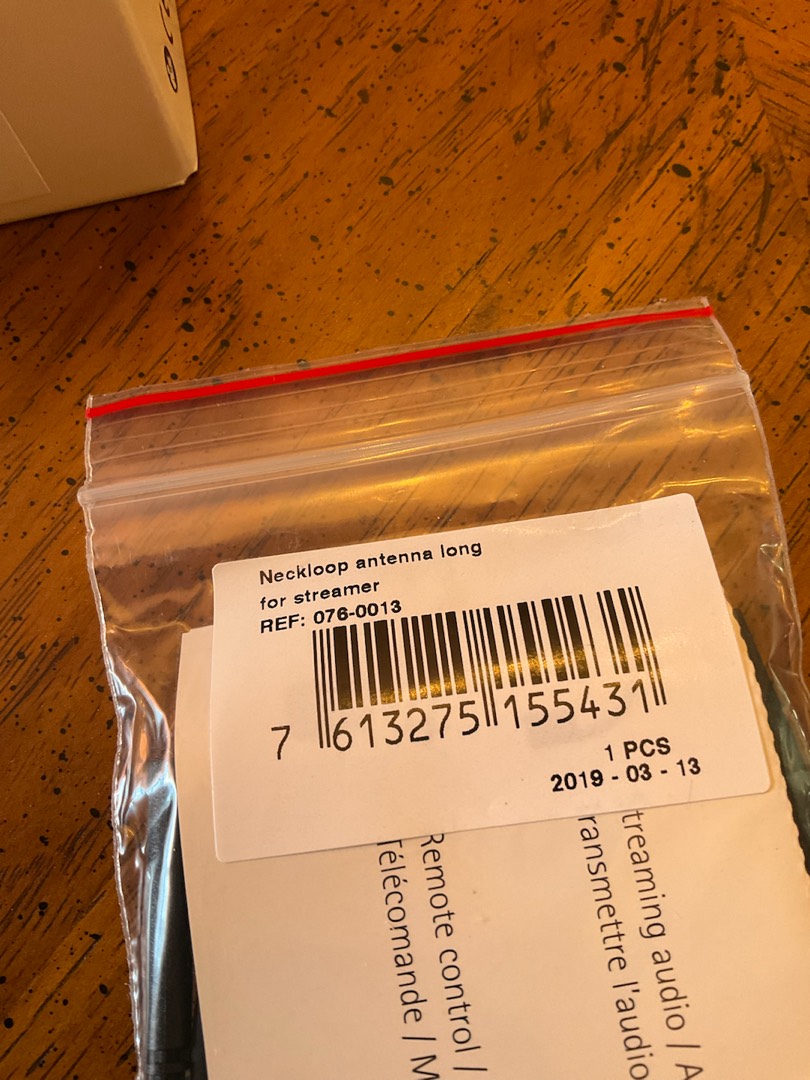 Neckloop antenna long
for streamer
REF: 076-0013
7 613275 155431
1 PCS
2019 - 03 - 13
treaming audio / A
ransmettre l'audio
Remote control /
Télécomande / M